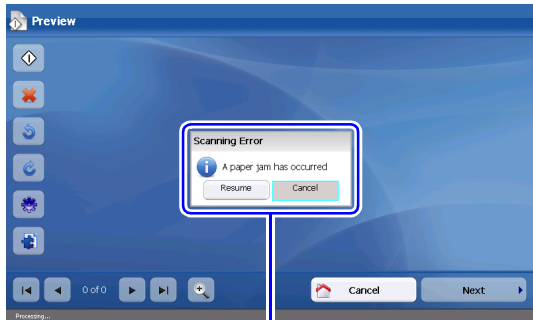 Preview
Scanning Error
A paper jam has occurred
Resume Cancel
0 of 0
Cancel Next
Processing...